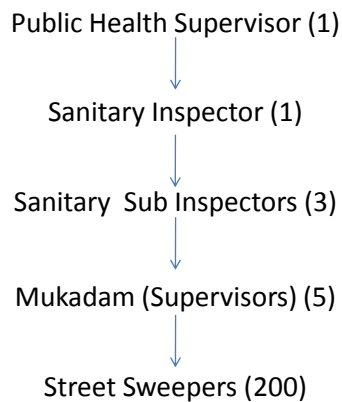 Public Health Supervisor (1)
Sanitary Inspector (1)
Sanitary  Sub Inspectors (3)
Mukadam (Supervisors) (5)
Street Sweepers (200)